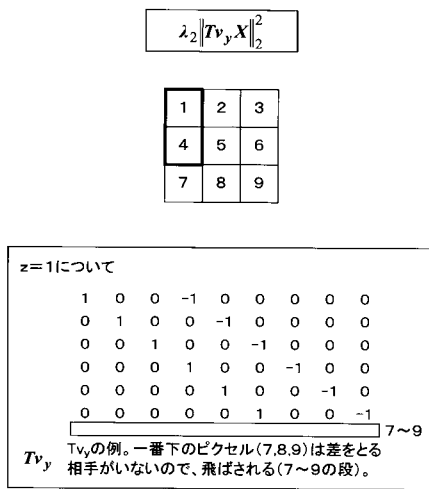 λ₂‖Tv_y X‖₂²
1 2 3
4 5 6
7 8 9
z=1について
1 0 0 -1 0 0 0 0 0
0 1 0 0 -1 0 0 0 0
0 0 1 0 0 -1 0 0 0
0 0 0 1 0 0 -1 0 0
0 0 0 0 1 0 0 -1 0
0 0 0 0 0 1 0 0 -1
7〜9
Tv_y
Tv_yの例。一番下のピクセル(7,8,9)は差をとる
相手がいないので、飛ばされる(7〜9の段)。